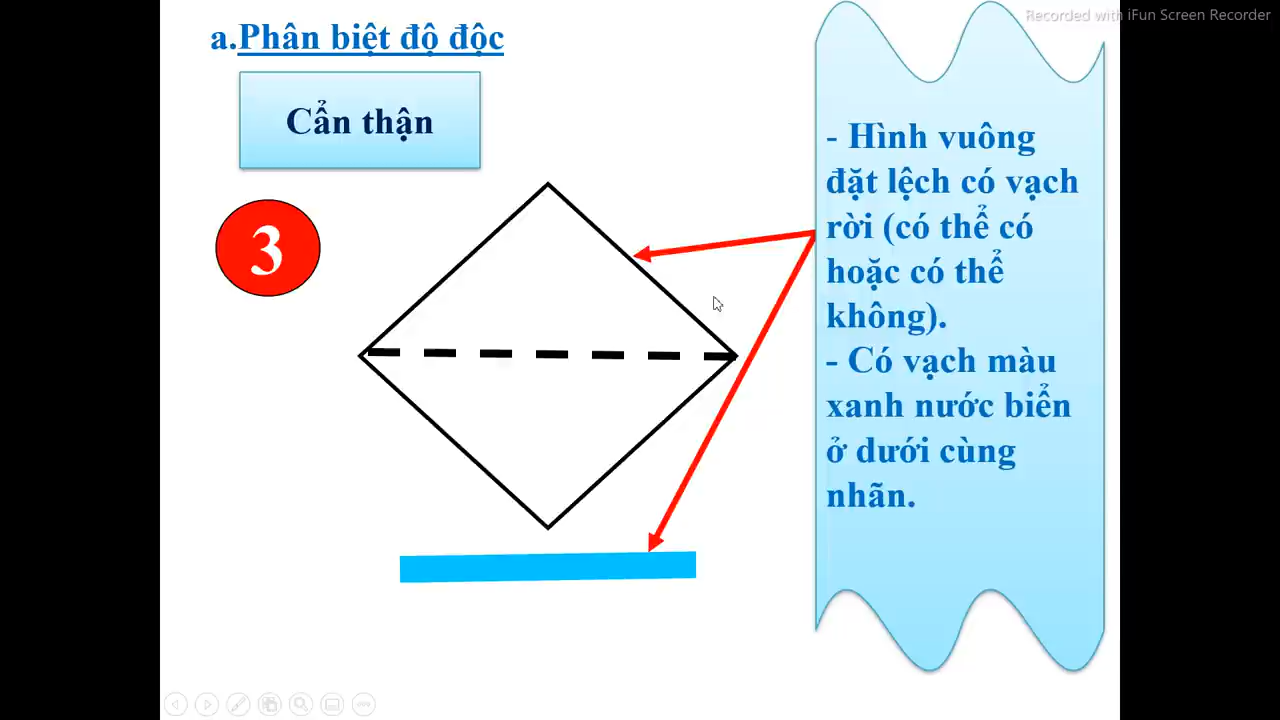 Recorded with iFun Screen Recorder
a.Phân biệt độ độc
Cẩn thận
3
- Hình vuông
đặt lệch có vạch
rời (có thể có
hoặc có thể
không).
- Có vạch màu
xanh nước biển
ở dưới cùng
nhãn.